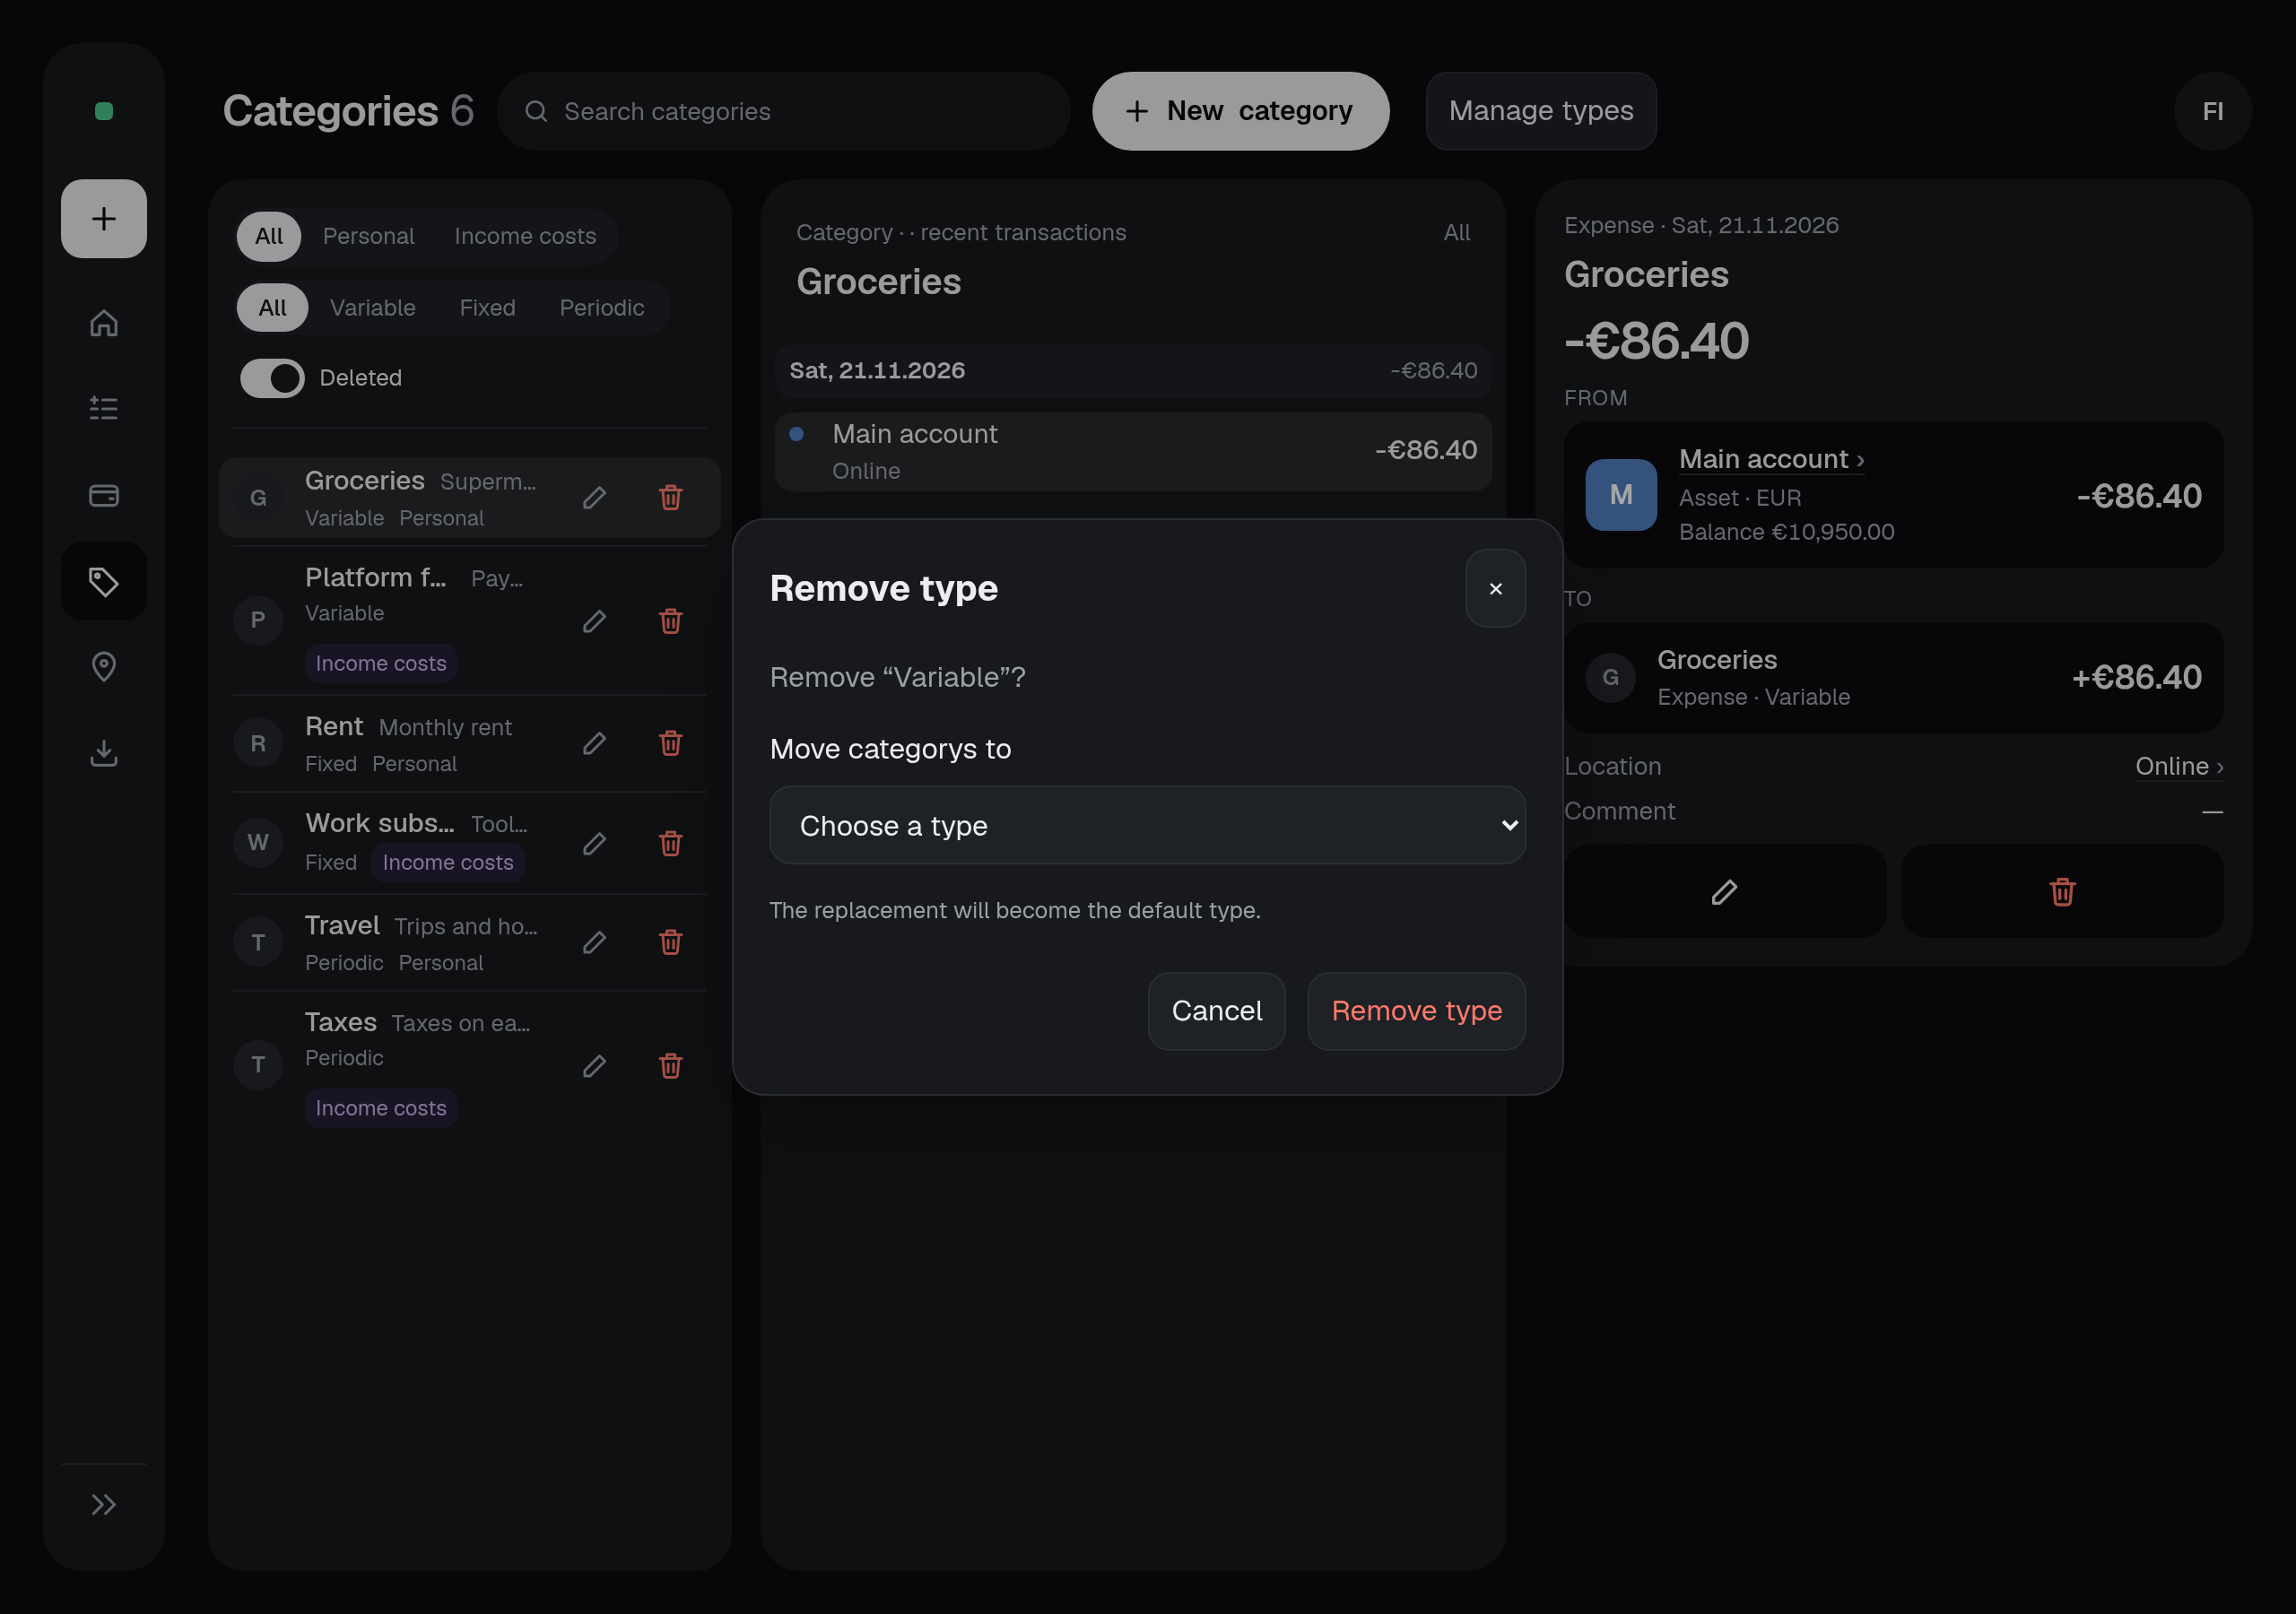 Categories 6
Search categories
New category
Manage types
FI
All Personal Income costs
All Variable Fixed Periodic
Deleted
G
Groceries Superm…
Variable Personal
P
Platform f… Pay…
Variable
Income costs
R
Rent Monthly rent
Fixed Personal
W
Work subs… Tool…
Fixed Income costs
T
Travel Trips and ho…
Periodic Personal
T
Taxes Taxes on ea…
Periodic
Income costs
Category · · recent transactions All
Groceries
Sat, 21.11.2026 -€86.40
Main account
Online
-€86.40
Expense · Sat, 21.11.2026
Groceries
-€86.40
FROM
M
Main account ›
Asset · EUR
Balance €10,950.00
-€86.40
TO
G
Groceries
Expense · Variable
+€86.40
Location Online ›
Comment —
Remove type
×
Remove “Variable”?
Move categorys to
Choose a type
The replacement will become the default type.
Cancel
Remove type